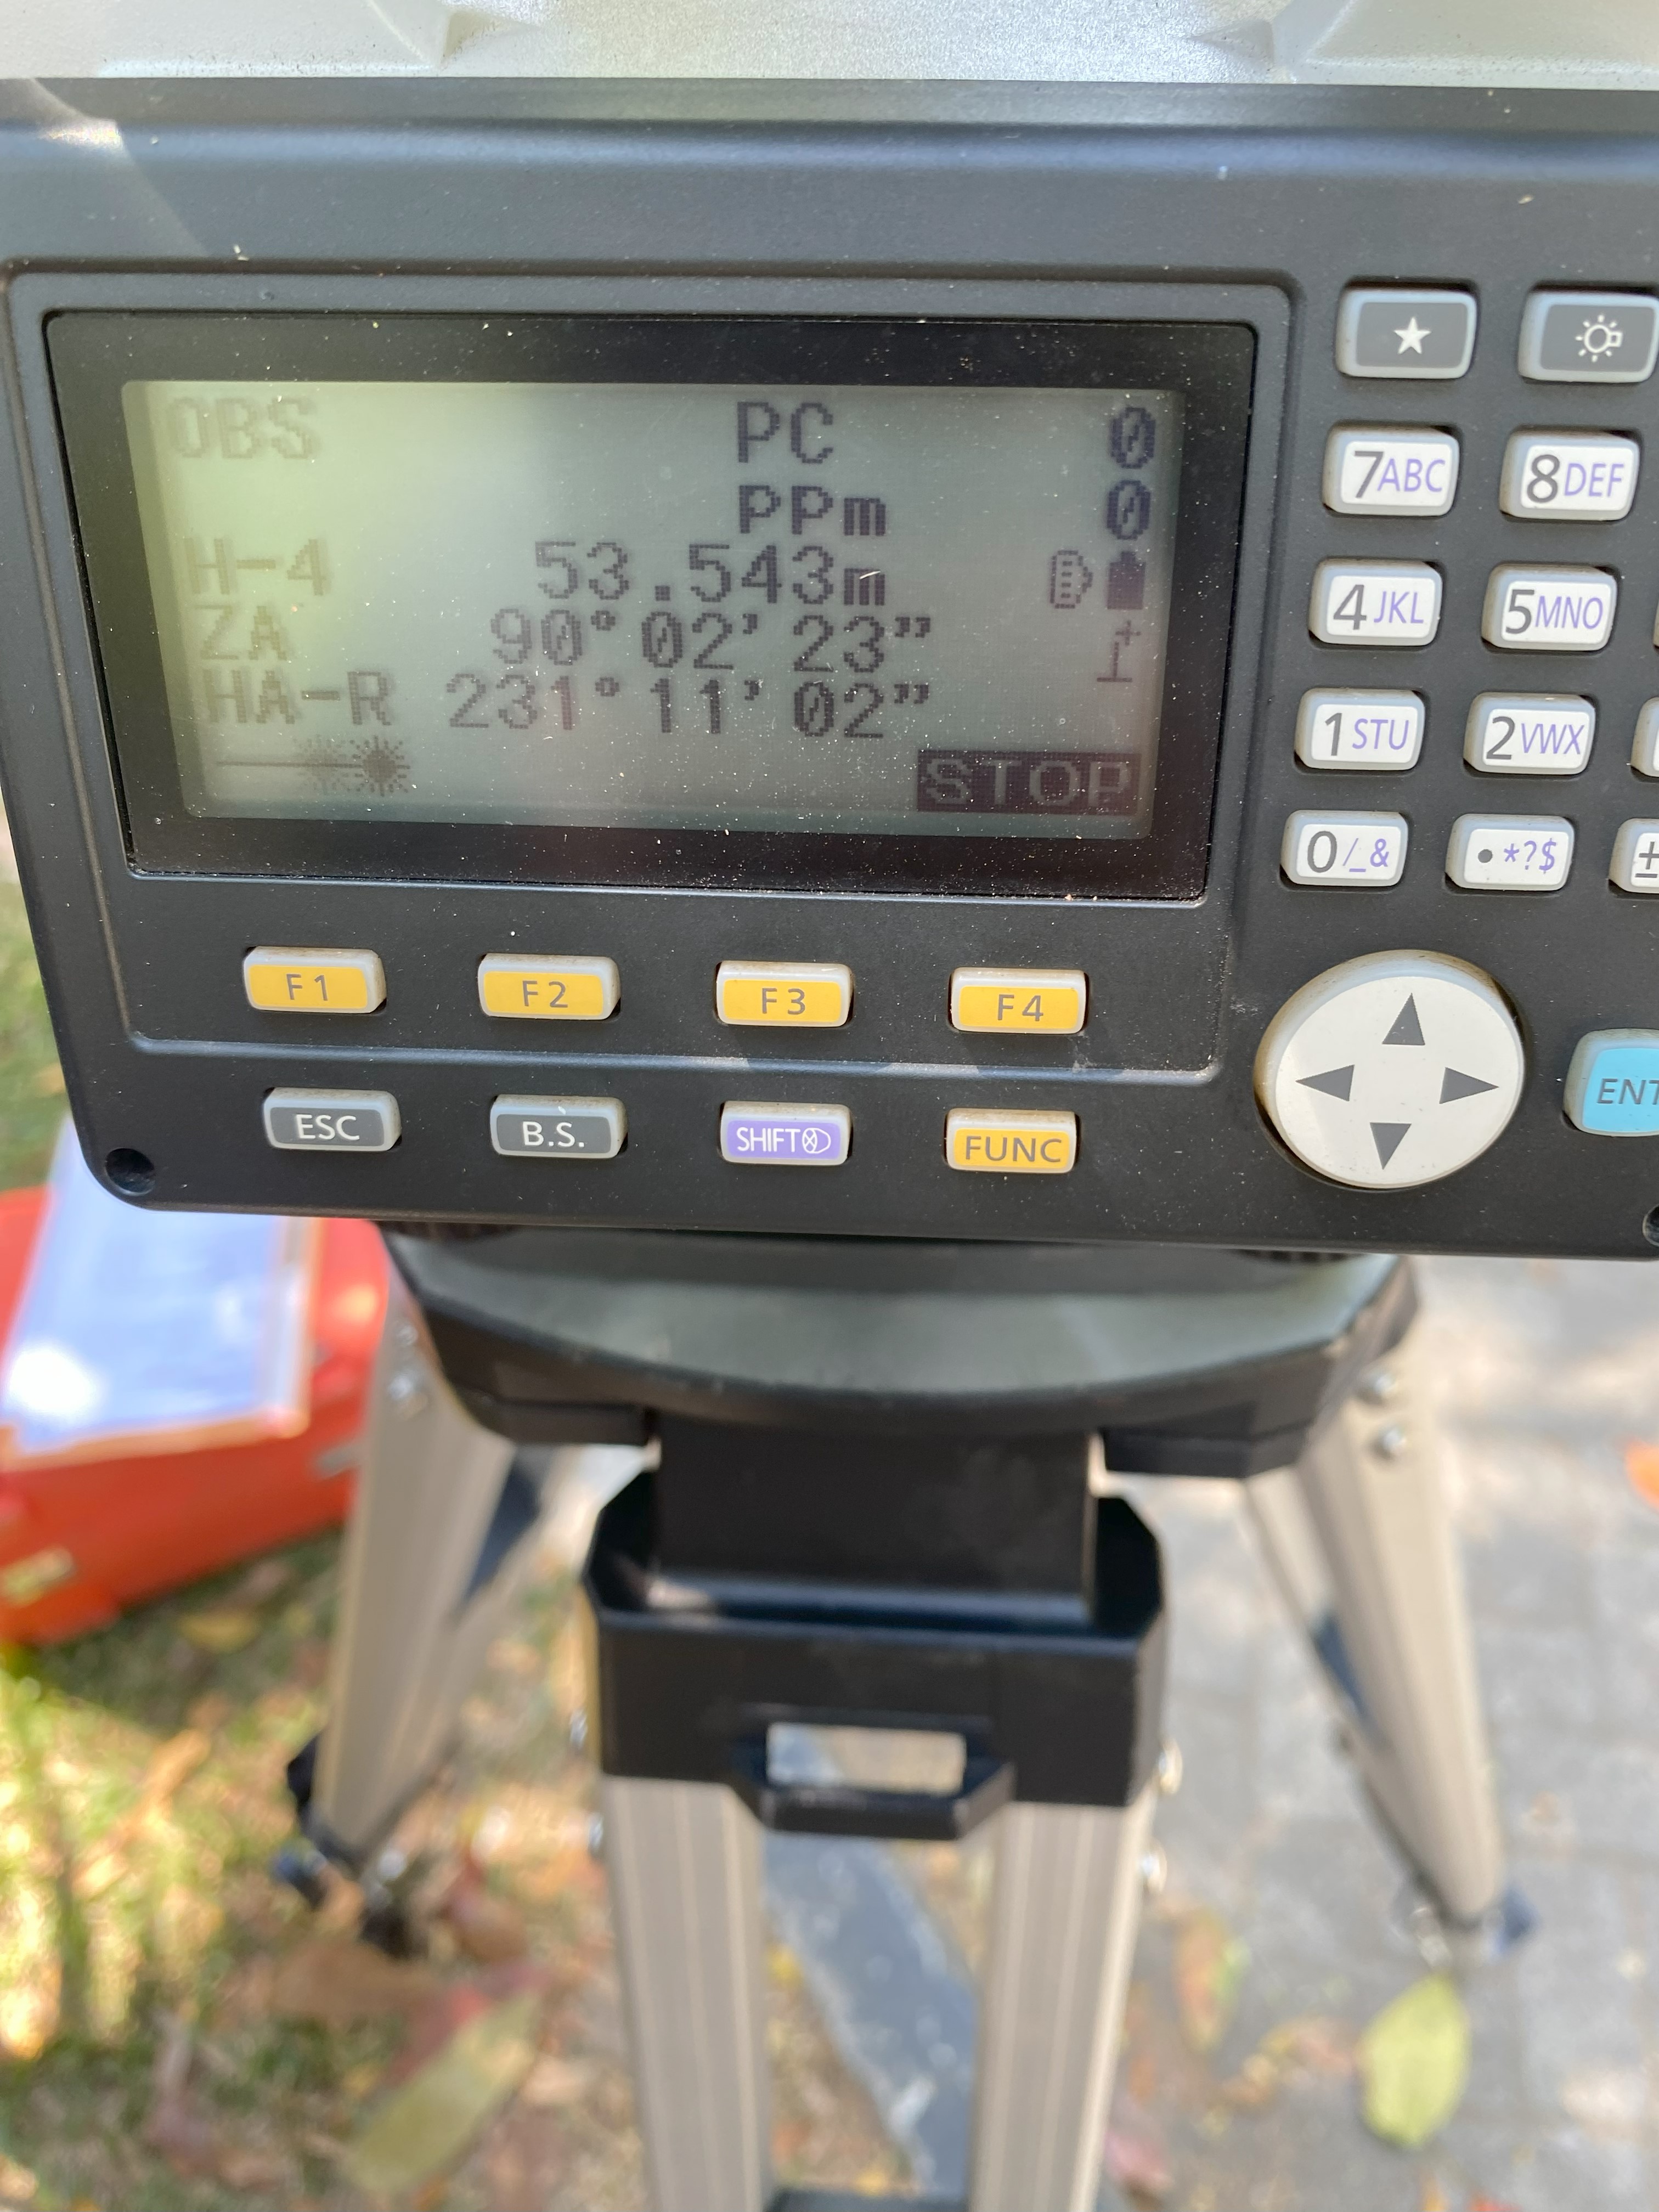 OBS PC 0
ppm 0
H-4 53.543m
ZA 90°02'23"
HA-R 231°11'02"
STOP
7ABC 8DEF
4JKL 5MNO
1STU 2VWX
0/_& •*?$ ±
F1 F2 F3 F4
ESC B.S. SHIFT FUNC
ENT